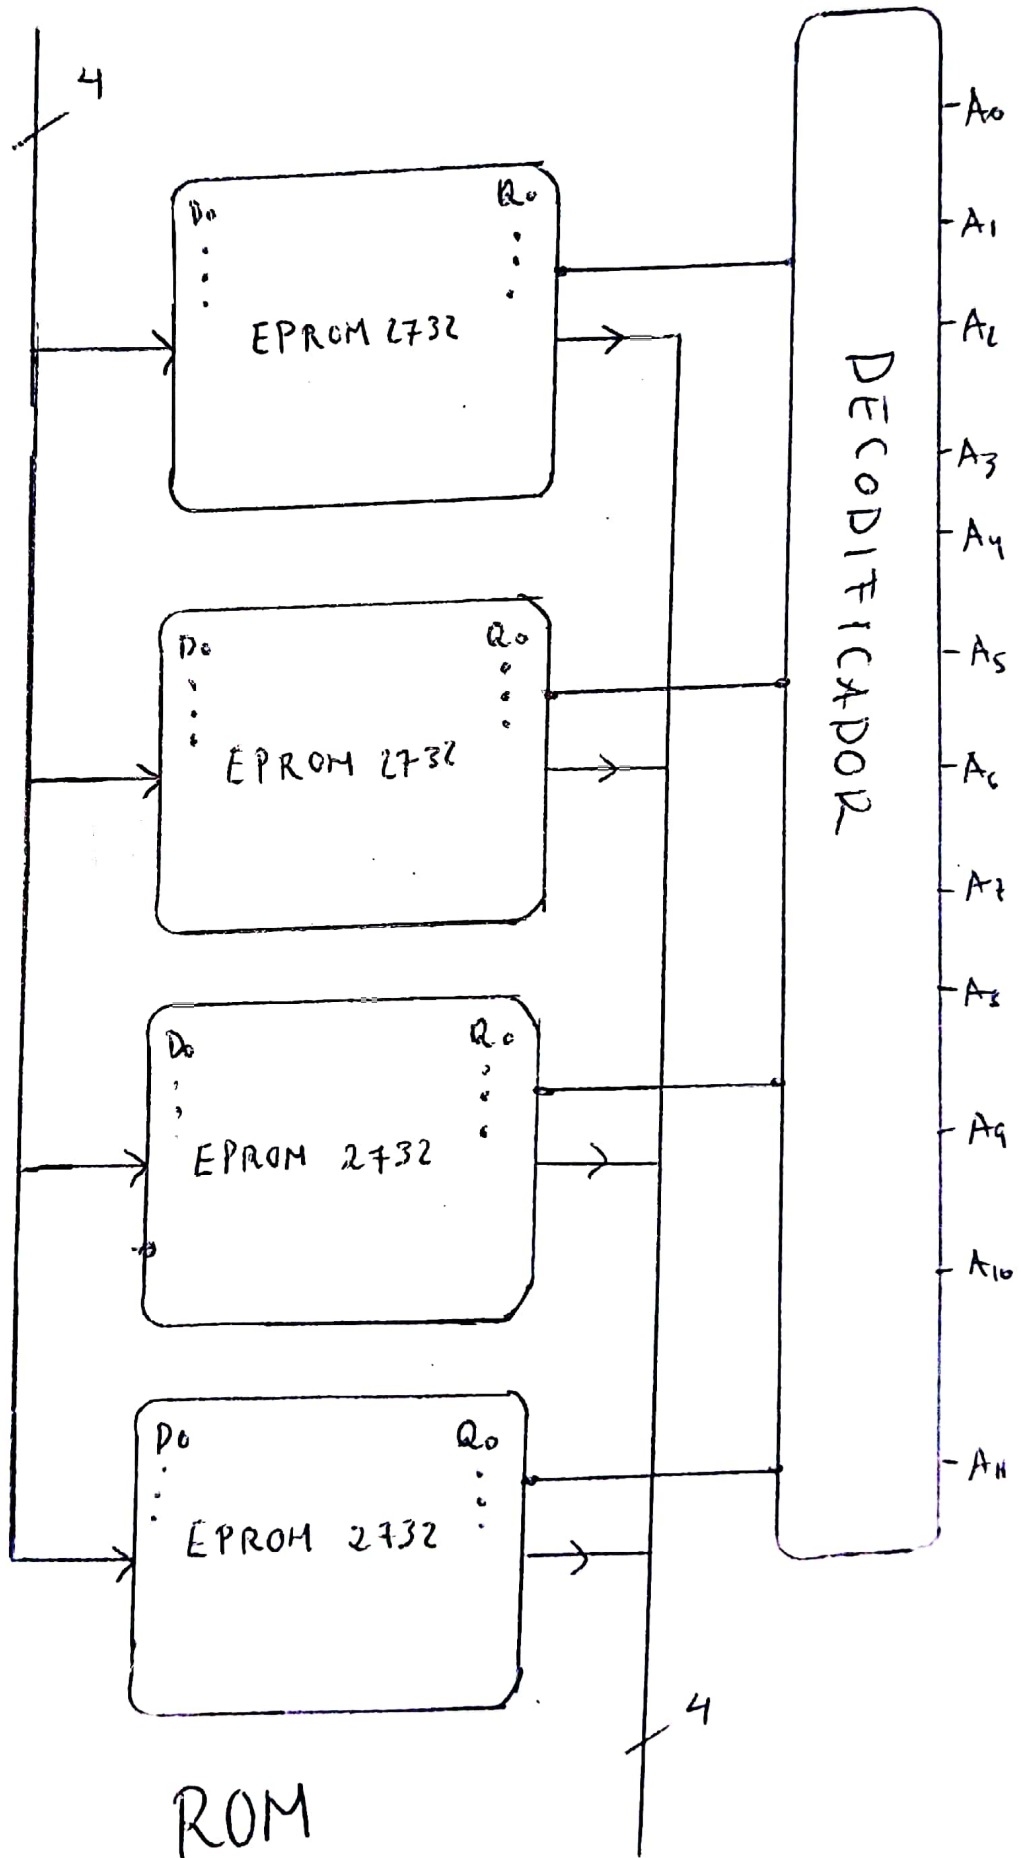 4
A0
D0 Q0
A1
EPROM 2732
A2
DECODIFICADOR
A3
A4
D0 Q0
A5
EPROM 2732
A6
A7
A8
D0 Q0
A9
EPROM 2732
A10
D0 Q0
A11
EPROM 2732
4
ROM